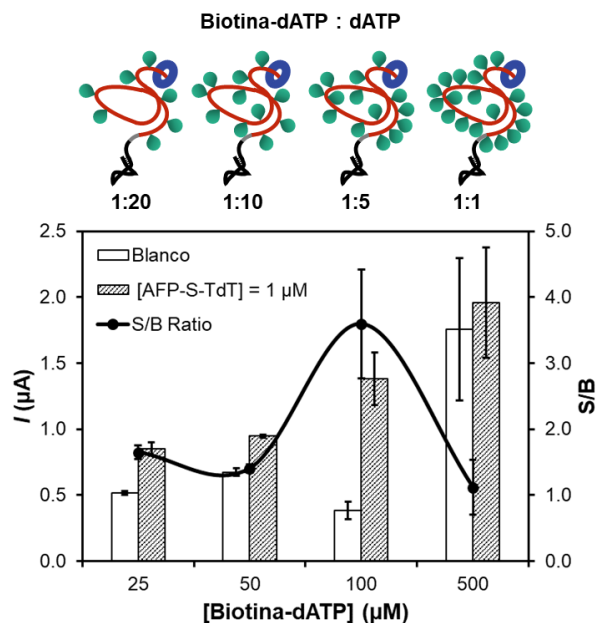 Biotina-dATP : dATP
1:20 1:10 1:5 1:1
2.5 5.0
Blanco
[AFP-S-TdT] = 1 µM
S/B Ratio
2.0 4.0
1.5 3.0
1.0 2.0
0.5 1.0
0.0 0.0
I (µA)
S/B
25 50 100 500
[Biotina-dATP] (µM)